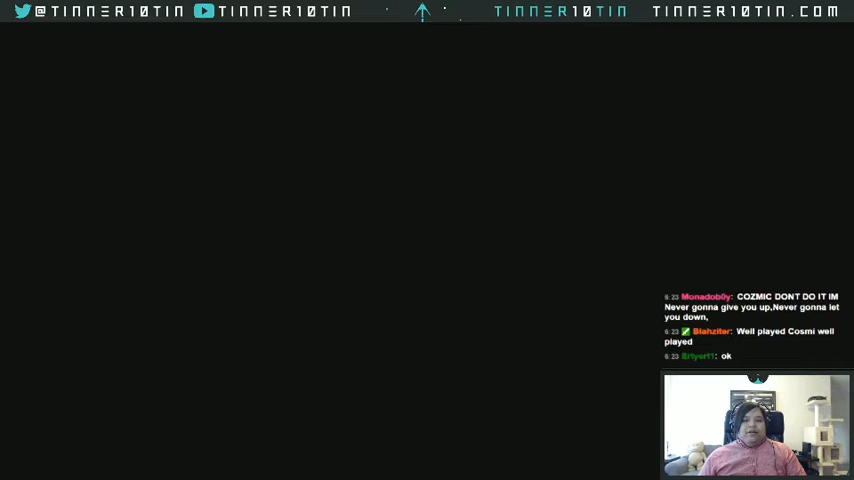 @TINNER10TIN TINNER10TIN TINNER10TIN TINNER10TIN.COM
6:23 Monadob0y: COZMIC DONT DO IT IM
Never gonna give you up,Never gonna let
you down,
6:23 Blahziter: Well played Cosmi well
played
6:23 Ertyert1: ok